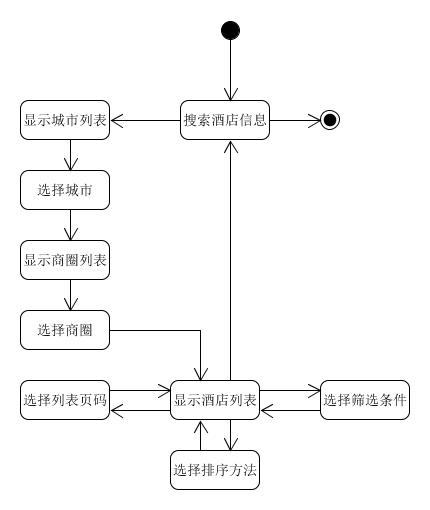 显示城市列表
搜索酒店信息
选择城市
显示商圈列表
选择商圈
选择列表页码
显示酒店列表
选择筛选条件
选择排序方法